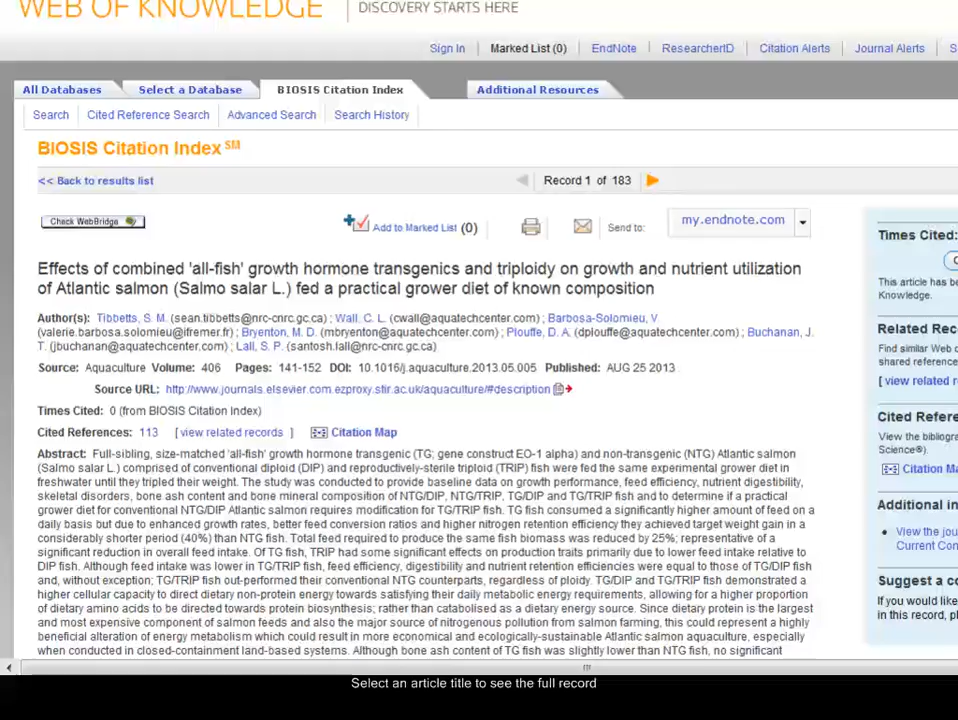 WEB OF KNOWLEDGE | DISCOVERY STARTS HERE
Sign In | Marked List (0) | EndNote | ResearcherID | Citation Alerts | Journal Alerts | S
All Databases Select a Database BIOSIS Citation Index Additional Resources
Search | Cited Reference Search | Advanced Search | Search History
BIOSIS Citation Index SM
<< Back to results list Record 1 of 183
Check WebBridge Add to Marked List (0) Send to: my.endnote.com
Effects of combined 'all-fish' growth hormone transgenics and triploidy on growth and nutrient utilization
of Atlantic salmon (Salmo salar L.) fed a practical grower diet of known composition
Author(s): Tibbetts, S. M. (sean.tibbetts@nrc-cnrc.gc.ca) ; Wall, C. L. (cwall@aquatechcenter.com) ; Barbosa-Solomieu, V.
(valerie.barbosa.solomieu@ifremer.fr) ; Bryenton, M. D. (mbryenton@aquatechcenter.com) ; Plouffe, D. A. (dplouffe@aquatechcenter.com) ; Buchanan, J.
T. (jbuchanan@aquatechcenter.com) ; Lall, S. P. (santosh.lall@nrc-cnrc.gc.ca)
Source: Aquaculture Volume: 406 Pages: 141-152 DOI: 10.1016/j.aquaculture.2013.05.005 Published: AUG 25 2013
Source URL: http://www.journals.elsevier.com.ezproxy.stir.ac.uk/aquaculture/#description
Times Cited: 0 (from BIOSIS Citation Index)
Cited References: 113 [ view related records ] Citation Map
Abstract: Full-sibling, size-matched 'all-fish' growth hormone transgenic (TG; gene construct EO-1 alpha) and non-transgenic (NTG) Atlantic salmon
(Salmo salar L.) comprised of conventional diploid (DIP) and reproductively-sterile triploid (TRIP) fish were fed the same experimental grower diet in
freshwater until they tripled their weight. The study was conducted to provide baseline data on growth performance, feed efficiency, nutrient digestibility,
skeletal disorders, bone ash content and bone mineral composition of NTG/DIP, NTG/TRIP, TG/DIP and TG/TRIP fish and to determine if a practical
grower diet for conventional NTG/DIP Atlantic salmon requires modification for TG/TRIP fish. TG fish consumed a significantly higher amount of feed on a
daily basis but due to enhanced growth rates, better feed conversion ratios and higher nitrogen retention efficiency they achieved target weight gain in a
considerably shorter period (40%) than NTG fish. Total feed required to produce the same fish biomass was reduced by 25%; representative of a
significant reduction in overall feed intake. Of TG fish, TRIP had some significant effects on production traits primarily due to lower feed intake relative to
DIP fish. Although feed intake was lower in TG/TRIP fish, feed efficiency, digestibility and nutrient retention efficiencies were equal to those of TG/DIP fish
and, without exception; TG/TRIP fish out-performed their conventional NTG counterparts, regardless of ploidy. TG/DIP and TG/TRIP fish demonstrated a
higher cellular capacity to direct dietary non-protein energy towards satisfying their daily metabolic energy requirements, allowing for a higher proportion
of dietary amino acids to be directed towards protein biosynthesis; rather than catabolised as a dietary energy source. Since dietary protein is the largest
and most expensive component of salmon feeds and also the major source of nitrogenous pollution from salmon farming, this could represent a highly
beneficial alteration of energy metabolism which could result in more economical and ecologically-sustainable Atlantic salmon aquaculture, especially
when conducted in closed-containment land-based systems. Although bone ash content of TG fish was slightly lower than NTG fish, no significant
Times Cited:
C
This article has be
Knowledge.
Related Reco
Find similar Web o
shared reference
[ view related r
Cited Refere
View the bibliogra
Science®).
Citation Ma
Additional in
View the jou
Current Con
Suggest a co
If you would like
in this record, pl
Select an article title to see the full record